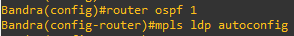 Bandra(config)#router ospf 1
Bandra(config-router)#mpls ldp autoconfig